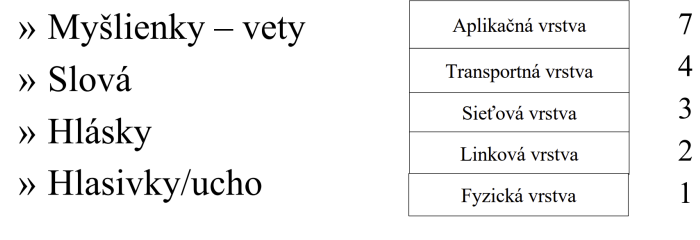 » Myšlienky – vety
» Slová
» Hlásky
» Hlasivky/ucho
Aplikačná vrstva 7
Transportná vrstva 4
Sieťová vrstva 3
Linková vrstva 2
Fyzická vrstva 1